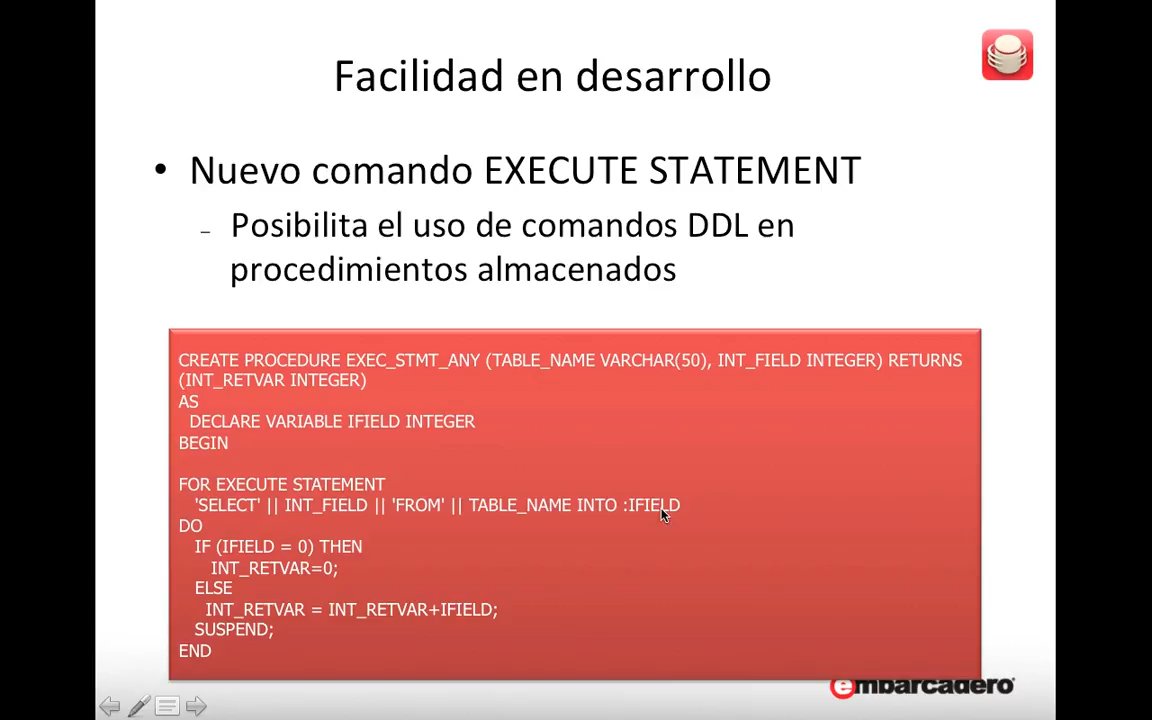 Facilidad en desarrollo
• Nuevo comando EXECUTE STATEMENT
– Posibilita el uso de comandos DDL en
procedimientos almacenados
CREATE PROCEDURE EXEC_STMT_ANY (TABLE_NAME VARCHAR(50), INT_FIELD INTEGER) RETURNS
(INT_RETVAR INTEGER)
AS
DECLARE VARIABLE IFIELD INTEGER
BEGIN
FOR EXECUTE STATEMENT
'SELECT' || INT_FIELD || 'FROM' || TABLE_NAME INTO :IFIELD
DO
IF (IFIELD = 0) THEN
INT_RETVAR=0;
ELSE
INT_RETVAR = INT_RETVAR+IFIELD;
SUSPEND;
END
embarcadero